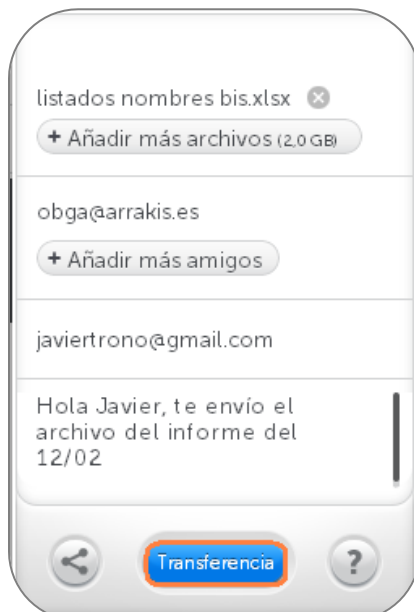 listados nombres bis.xlsx
+ Añadir más archivos (2,0 GB)
obga@arrakis.es
+ Añadir más amigos
javiertrono@gmail.com
Hola Javier, te envío el
archivo del informe del
12/02
Transferencia
?